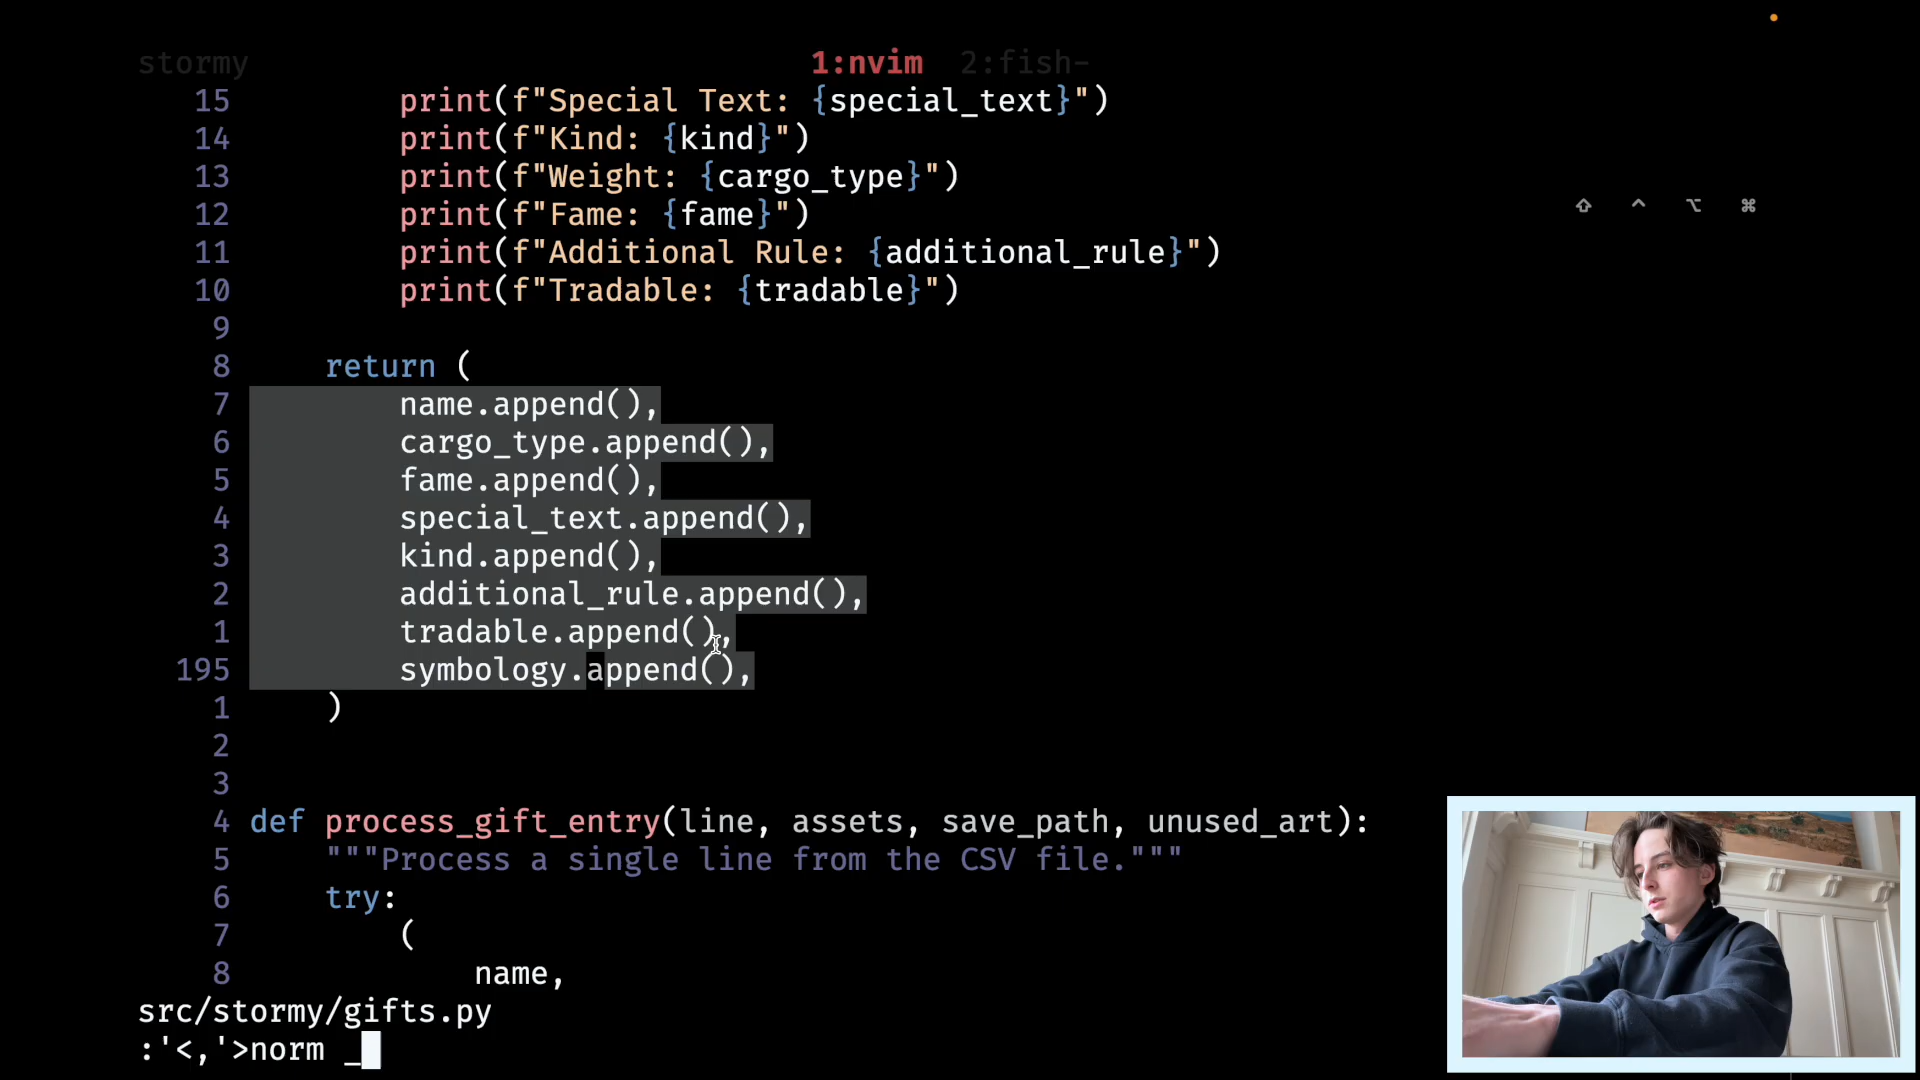 stormy 1:nvim 2:fish-
15 print(f"Special Text: {special_text}")
14 print(f"Kind: {kind}")
13 print(f"Weight: {cargo_type}")
12 print(f"Fame: {fame}")
11 print(f"Additional Rule: {additional_rule}")
10 print(f"Tradable: {tradable}")
9
8 return (
7 name.append(),
6 cargo_type.append(),
5 fame.append(),
4 special_text.append(),
3 kind.append(),
2 additional_rule.append(),
1 tradable.append(),
195 symbology.append(),
1 )
2
3
4 def process_gift_entry(line, assets, save_path, unused_art):
5 """Process a single line from the CSV file."""
6 try:
7 (
8 name,
src/stormy/gifts.py
:'<,'>norm _
⇧ ^ ⌥ ⌘